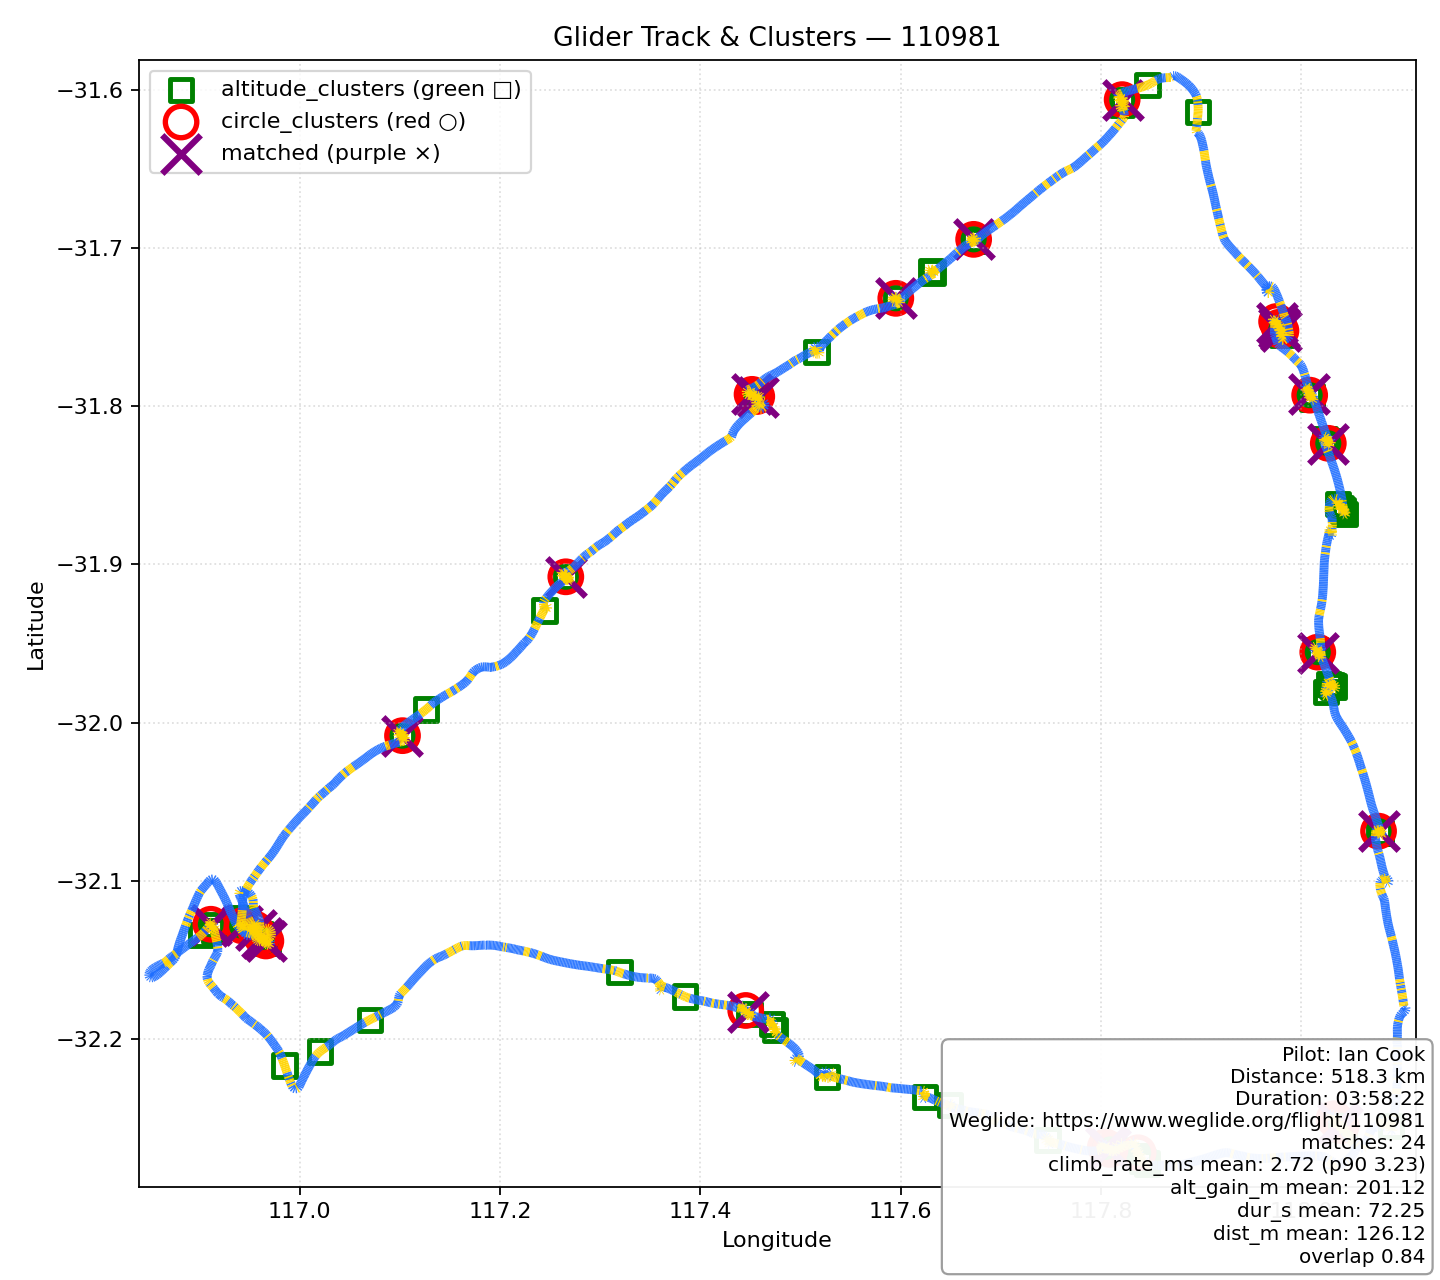 Glider Track & Clusters — 110981
altitude_clusters (green □)
circle_clusters (red ○)
matched (purple ×)
−31.6
−31.7
−31.8
−31.9
−32.0
−32.1
−32.2
Latitude
117.0
117.2
117.4
117.6
117.8
Longitude
Pilot: Ian Cook
Distance: 518.3 km
Duration: 03:58:22
Weglide: https://www.weglide.org/flight/110981
matches: 24
climb_rate_ms mean: 2.72 (p90 3.23)
alt_gain_m mean: 201.12
dur_s mean: 72.25
dist_m mean: 126.12
overlap 0.84